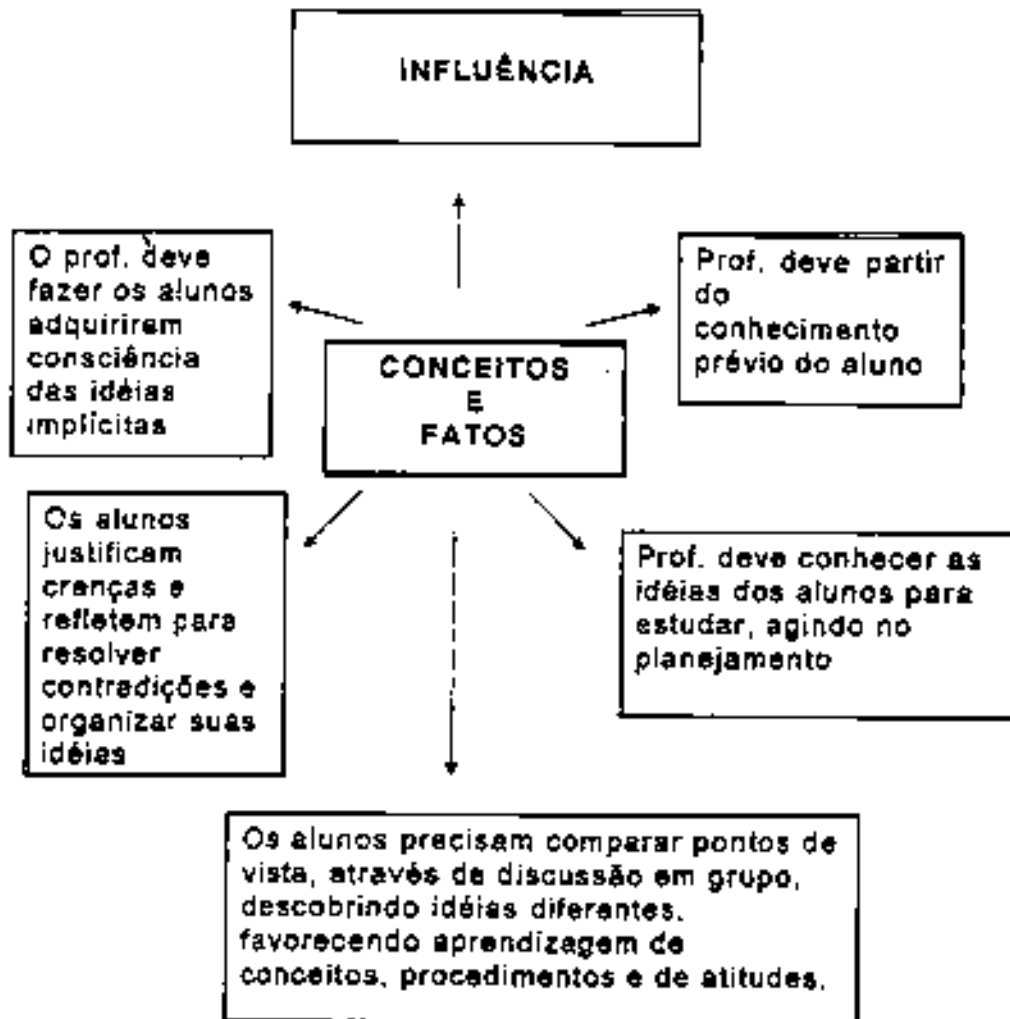 INFLUÊNCIA
O prof. deve
fazer os alunos
adquirirem
consciência
das idéias
implícitas
Prof. deve partir
do
conhecimento
prévio do aluno
CONCEITOS
E
FATOS
Os alunos
justificam
crenças e
refletem para
resolver
contradições e
organizar suas
idéias
Prof. deve conhecer as
idéias dos alunos para
estudar, agindo no
planejamento
Os alunos precisam comparar pontos de
vista, através de discussão em grupo,
descobrindo idéias diferentes,
favorecendo aprendizagem de
conceitos, procedimentos e de atitudes.